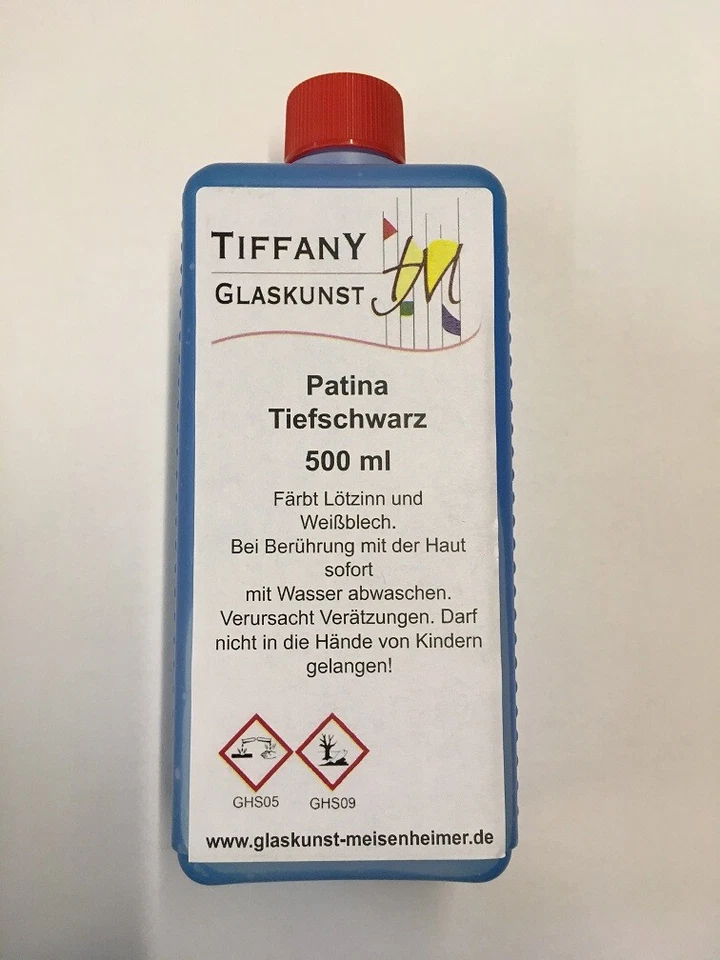 TIFFANY
GLASKUNST tM
Patina
Tiefschwarz
500 ml
Färbt Lötzinn und
Weißblech.
Bei Berührung mit der Haut
sofort
mit Wasser abwaschen.
Verursacht Verätzungen. Darf
nicht in die Hände von Kindern
gelangen!
GHS05 GHS09
www.glaskunst-meisenheimer.de